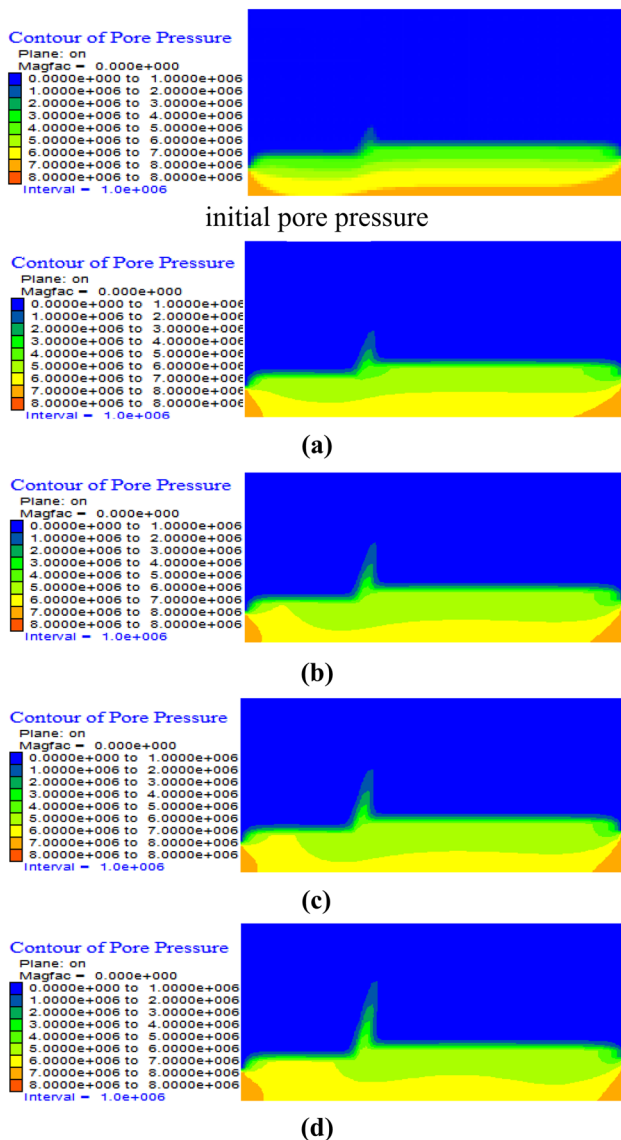 Contour of Pore Pressure
Plane: on
Magfac = 0.000e+000
0.0000e+000 to 1.0000e+006
1.0000e+006 to 2.0000e+006
2.0000e+006 to 3.0000e+006
3.0000e+006 to 4.0000e+006
4.0000e+006 to 5.0000e+006
5.0000e+006 to 6.0000e+006
6.0000e+006 to 7.0000e+006
7.0000e+006 to 8.0000e+006
8.0000e+006 to 8.0000e+006
Interval = 1.0e+006
initial pore pressure
Contour of Pore Pressure
Plane: on
Magfac = 0.000e+000
0.0000e+000 to 1.0000e+006
1.0000e+006 to 2.0000e+006
2.0000e+006 to 3.0000e+006
3.0000e+006 to 4.0000e+006
4.0000e+006 to 5.0000e+006
5.0000e+006 to 6.0000e+006
6.0000e+006 to 7.0000e+006
7.0000e+006 to 8.0000e+006
8.0000e+006 to 8.0000e+006
Interval = 1.0e+006
(a)
Contour of Pore Pressure
Plane: on
Magfac = 0.000e+000
0.0000e+000 to 1.0000e+006
1.0000e+006 to 2.0000e+006
2.0000e+006 to 3.0000e+006
3.0000e+006 to 4.0000e+006
4.0000e+006 to 5.0000e+006
5.0000e+006 to 6.0000e+006
6.0000e+006 to 7.0000e+006
7.0000e+006 to 8.0000e+006
8.0000e+006 to 8.0000e+006
Interval = 1.0e+006
(b)
Contour of Pore Pressure
Plane: on
Magfac = 0.000e+000
0.0000e+000 to 1.0000e+006
1.0000e+006 to 2.0000e+006
2.0000e+006 to 3.0000e+006
3.0000e+006 to 4.0000e+006
4.0000e+006 to 5.0000e+006
5.0000e+006 to 6.0000e+006
6.0000e+006 to 7.0000e+006
7.0000e+006 to 8.0000e+006
8.0000e+006 to 8.0000e+006
Interval = 1.0e+006
(c)
Contour of Pore Pressure
Plane: on
Magfac = 0.000e+000
0.0000e+000 to 1.0000e+006
1.0000e+006 to 2.0000e+006
2.0000e+006 to 3.0000e+006
3.0000e+006 to 4.0000e+006
4.0000e+006 to 5.0000e+006
5.0000e+006 to 6.0000e+006
6.0000e+006 to 7.0000e+006
7.0000e+006 to 8.0000e+006
8.0000e+006 to 8.0000e+006
Interval = 1.0e+006
(d)